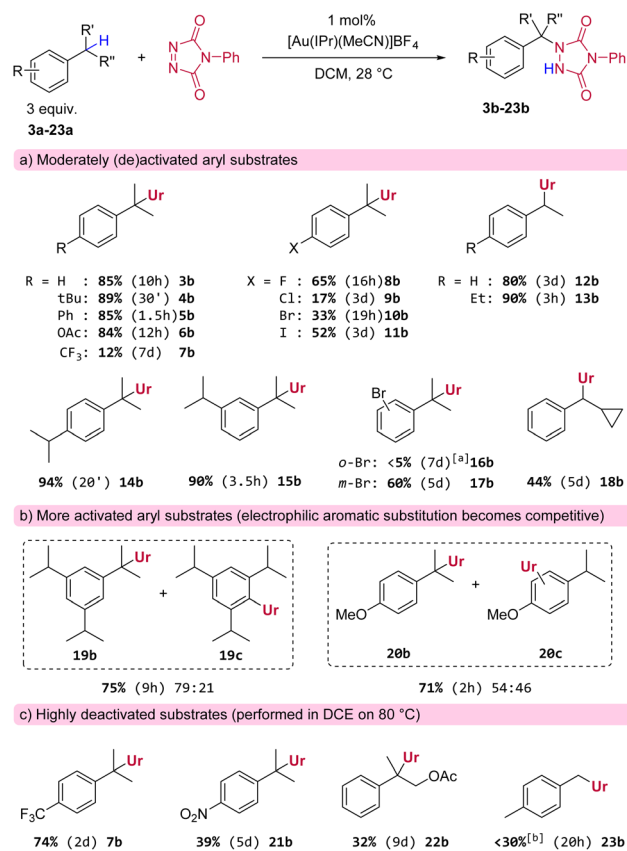 R' R'' H R 3 equiv. 3a-23a
+
O N N N Ph O
1 mol%
[Au(IPr)(MeCN)]BF4
DCM, 28 °C
R' R'' O R N N Ph HN O
3b-23b
a) Moderately (de)activated aryl substrates
Ur R
R = H : 85% (10h) 3b
tBu: 89% (30') 4b
Ph : 85% (1.5h)5b
OAc: 84% (12h) 6b
CF3: 12% (7d) 7b
Ur X
X = F : 65% (16h)8b
Cl: 17% (3d) 9b
Br: 33% (19h)10b
I : 52% (3d) 11b
Ur R
R = H : 80% (3d) 12b
Et: 90% (3h) 13b
Ur
94% (20') 14b
Ur
90% (3.5h) 15b
Br Ur
o-Br: <5% (7d)[a]16b
m-Br: 60% (5d) 17b
Ur
44% (5d) 18b
b) More activated aryl substrates (electrophilic aromatic substitution becomes competitive)
Ur + Ur
19b 19c
75% (9h) 79:21
MeO Ur + Ur MeO
20b 20c
71% (2h) 54:46
c) Highly deactivated substrates (performed in DCE on 80 °C)
F3C Ur
74% (2d) 7b
O2N Ur
39% (5d) 21b
Ur OAc
32% (9d) 22b
Ur
<30%[b] (20h) 23b